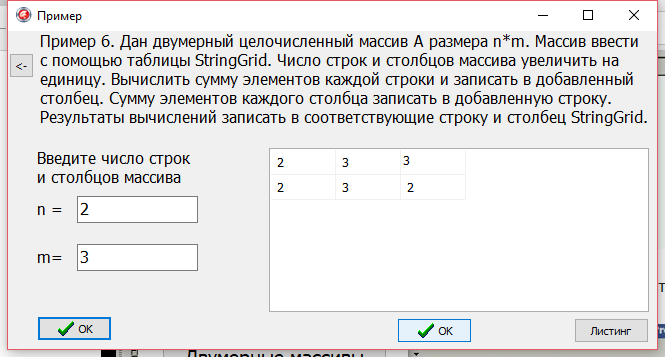 Пример
Пример 6. Дан двумерный целочисленный массив А размера n*m. Массив ввести
<-
с помощью таблицы StringGrid. Число строк и столбцов массива увеличить на
единицу. Вычислить сумму элементов каждой строки и записать в добавленный
столбец. Сумму элементов каждого столбца записать в добавленную строку.
Результаты вычислений записать в соответствующие строку и столбец StringGrid.
Введите число строк
и столбцов массива
n = 2
m= 3
2 3 3
2 3 2
OK
OK
Листинг
Двумерные массивы